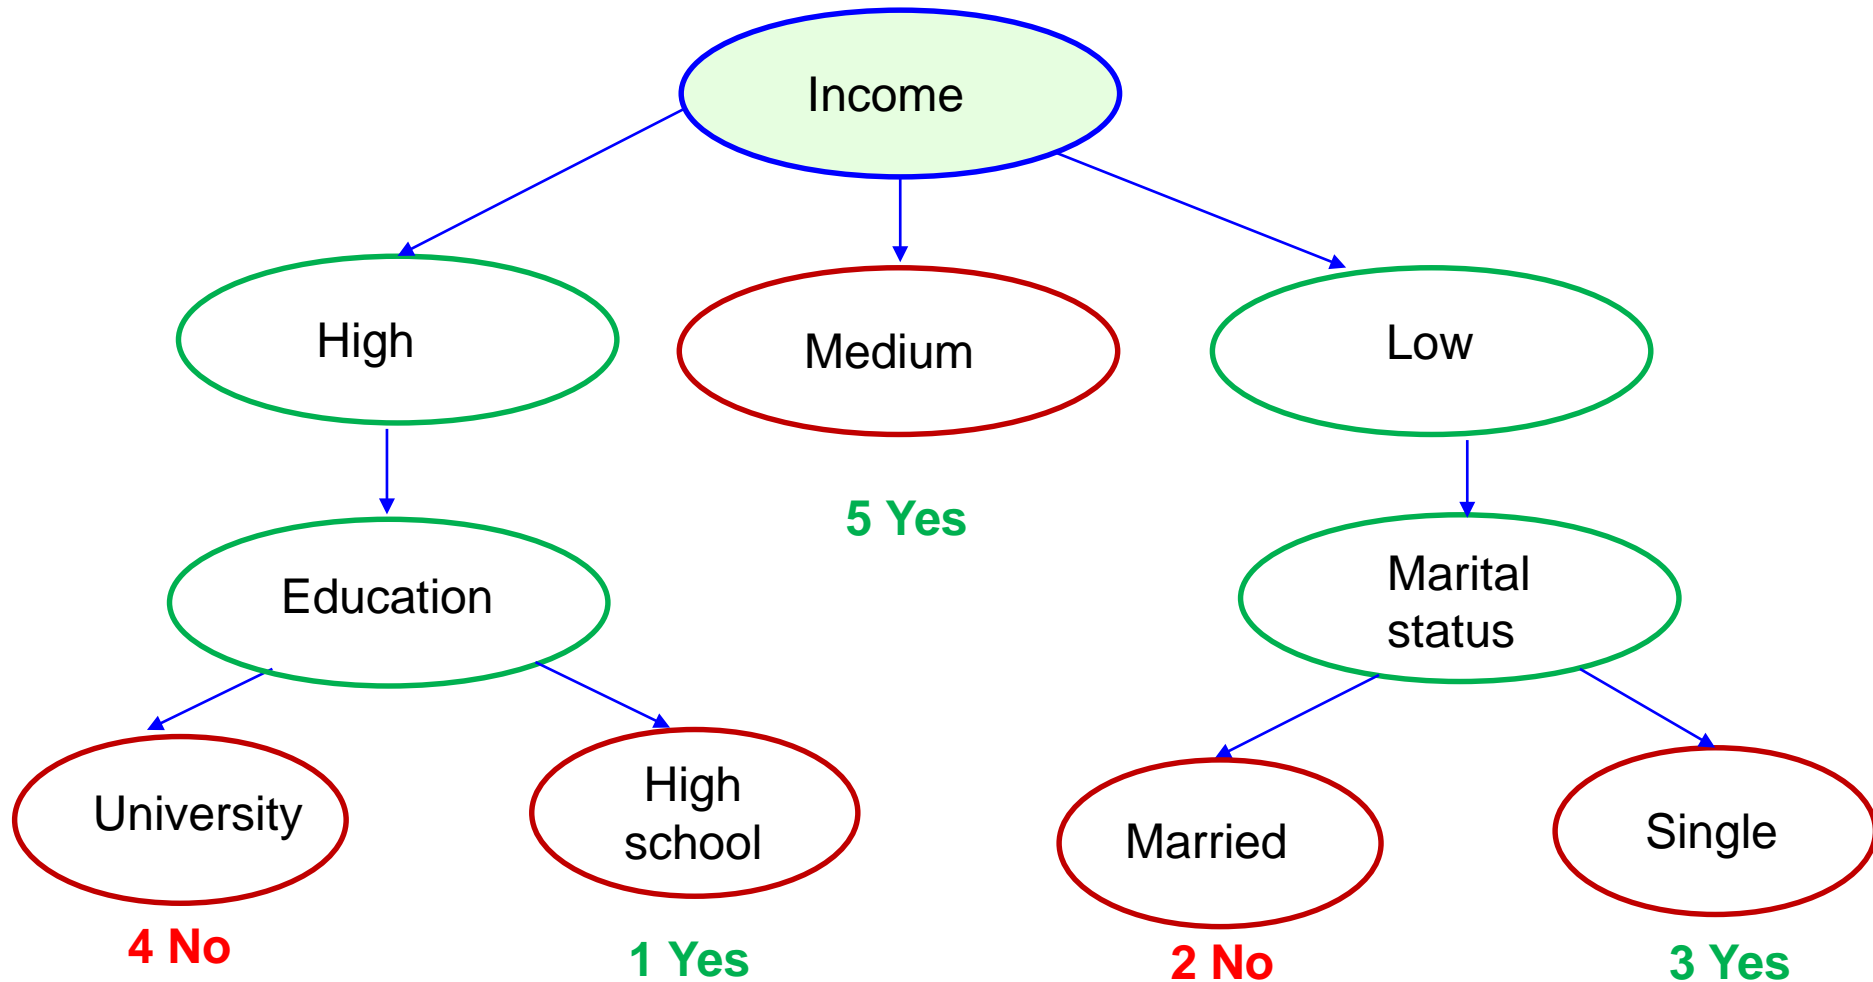 Income
High
Medium
Low
5 Yes
Education
Marital
status
University
High
school
Married
Single
4 No
1 Yes
2 No
3 Yes